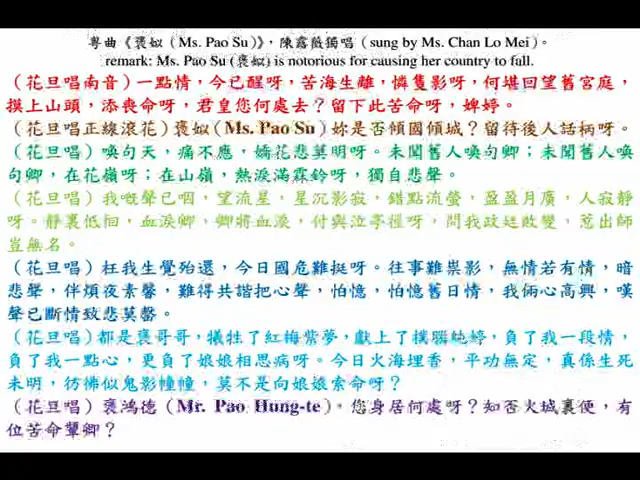 粵曲《褒姒（Ms. Pao Su)》，陳露薇獨唱（sung by Ms. Chan Lo Mei)。
remark: Ms. Pao Su (褒姒) is notorious for causing her country to fall.
（花旦唱南音）一點情，今已醒呀，苦海生離，憐隻影呀，何堪回望舊宮庭，
摸上山頭，添喪命呀，君皇您何處去？留下此苦命呀，婢婷。
（花旦唱正線滾花）褒姒(Ms. Pao Su)妳是否傾國傾城？留待後人話柄呀。
（花旦唱）喚句天，痛不應，嬌花悲莫明呀。未聞舊人喚句卿；未聞舊人喚
句卿，在花嶺呀；在山嶺，熱淚滿霖鈴呀，獨自悲聲。
（花旦唱）我嘅聲已咽，望流星，星沉影寂，錯點流螢，盈盈月廣，人寂靜
呀。靜裏低徊，血淚卿，卿將血淚，付與泣亭裡呀，問我政廷敗變，惹出師
豈無名。
（花旦唱）枉我生覺殆還，今日國危難挺呀。往事難祟影，無情若有情，暗
悲聲，伴煩夜素馨，難得共諧把心聲，怕憶，怕憶舊日情，我倆心高興，嘆
聲已斷情致悲莫罄。
（花旦唱）都是褒哥哥，犧牲了紅梅紫夢，獻上了樸聯娉婷，負了我一段情，
負了我一點心，更負了娘娘相思病呀。今日火海埋香，平功無定，真係生死
未明，彷彿似鬼影幢幢，莫不是向娘娘索命呀？
（花旦唱）褒鴻德（Mr. Pao Hung-te)。您身居何處呀？知否火城裏便，有
位苦命顰卿？